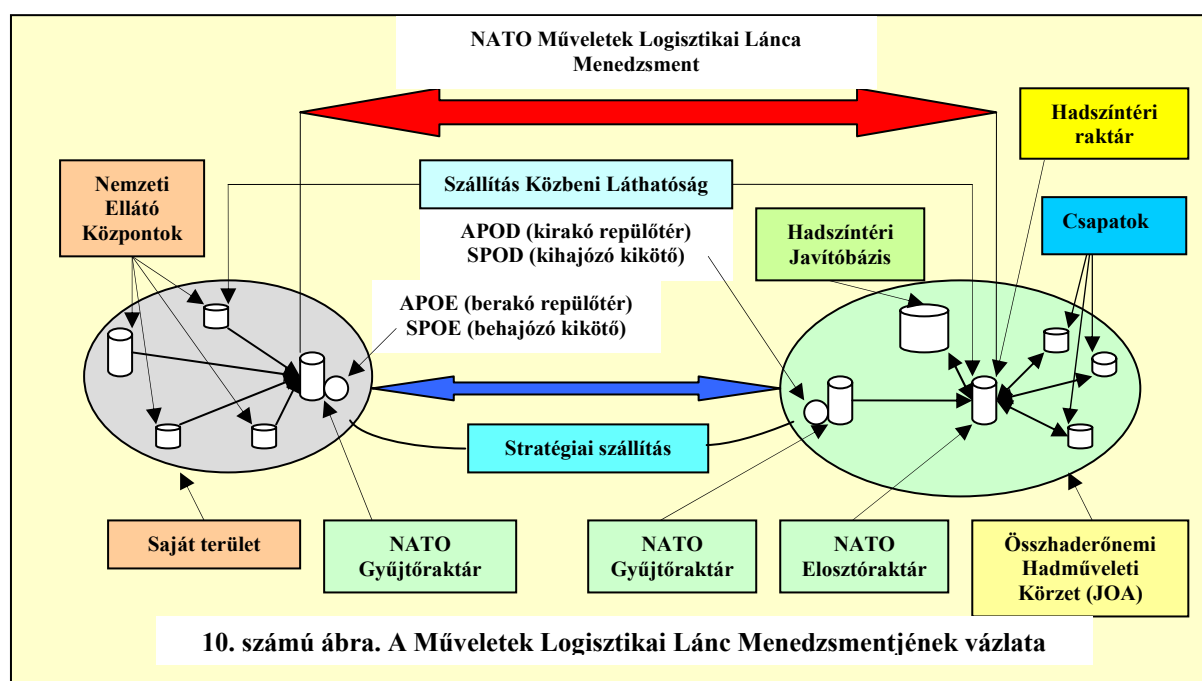 NATO Műveletek Logisztikai Lánca
Menedzsment
Hadszíntéri
raktár
Nemzeti
Ellátó
Központok
Szállítás Közbeni Láthatóság
Csapatok
APOD (kirakó repülőtér)
SPOD (kihajózó kikötő)
Hadszíntéri
Javítóbázis
APOE (berakó repülőtér)
SPOE (behajózó kikötő)
Stratégiai szállítás
Saját terület
NATO
Gyűjtőraktár
NATO
Gyűjtőraktár
NATO
Elosztóraktár
Összhaderőnemi
Hadműveleti
Körzet (JOA)
10. számú ábra. A Műveletek Logisztikai Lánc Menedzsmentjének vázlata